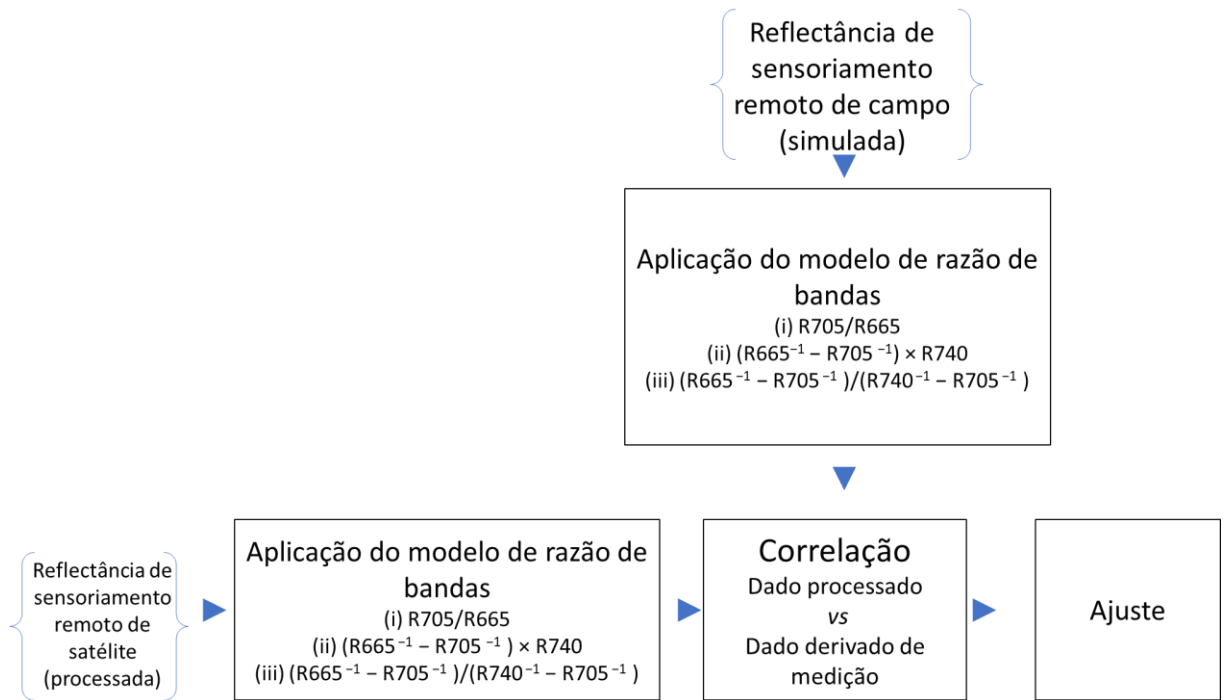 Reflectância de
sensoriamento
remoto de campo
(simulada)
Aplicação do modelo de razão de
bandas
(i) R705/R665
(ii) (R665⁻¹ – R705 ⁻¹) × R740
(iii) (R665 ⁻¹ – R705 ⁻¹ )/(R740 ⁻¹ – R705 ⁻¹ )
Reflectância de
sensoriamento
remoto de
satélite
(processada)
Aplicação do modelo de razão de
bandas
(i) R705/R665
(ii) (R665 ⁻¹ – R705 ⁻¹ ) × R740
(iii) (R665 ⁻¹ – R705 ⁻¹ )/(R740 ⁻¹ – R705 ⁻¹ )
Correlação
Dado processado
vs
Dado derivado de
medição
Ajuste